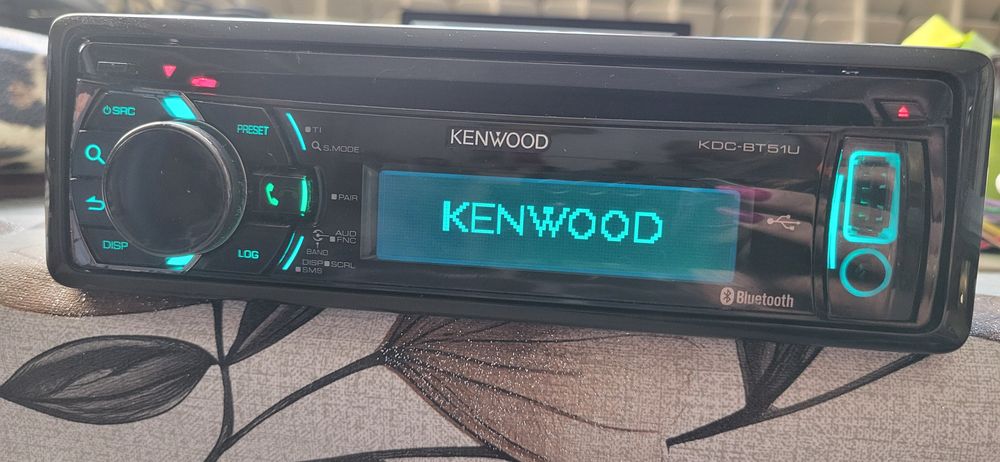 SRC
PRESET
TI
S.MODE
KENWOOD
KDC-BT51U
PAIR
KENWOOD
AUD
FNC
DISP
LOG
BAND
DISP SCRL
SMS
Bluetooth